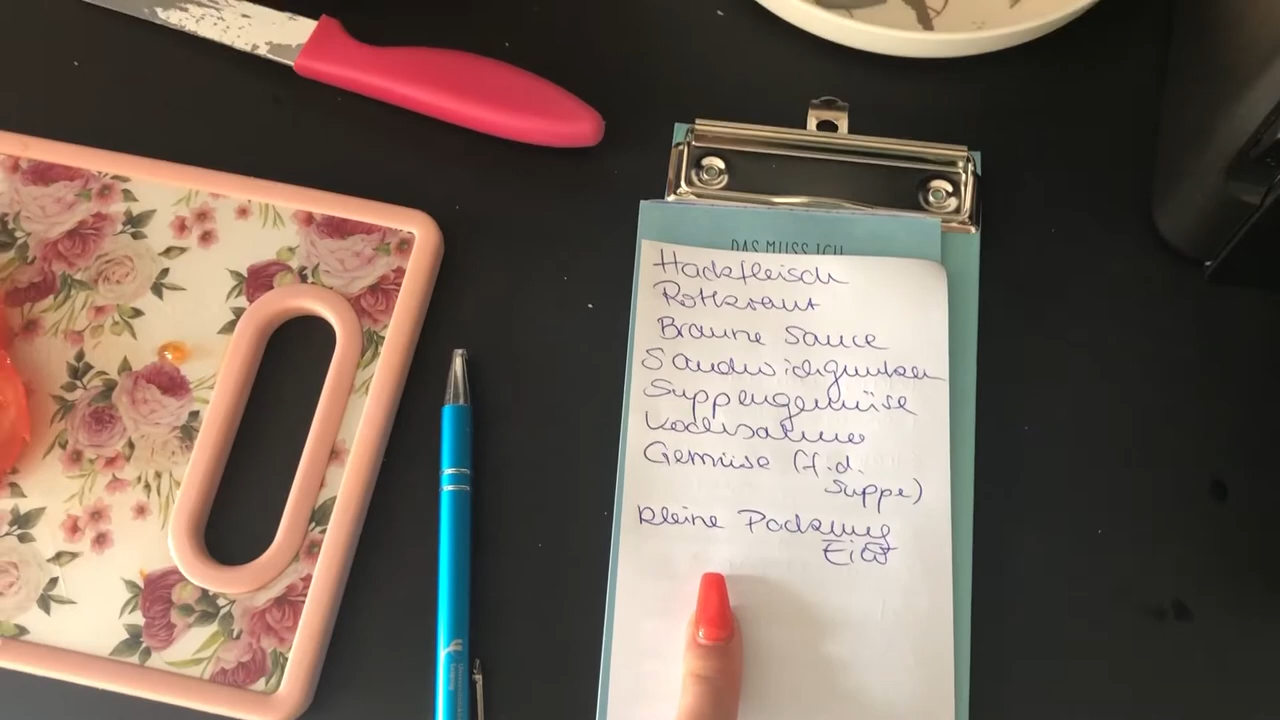 DAS MUSS ICH
Hackfleisch
Rotkraut
Braune Sauce
Sandwichgurken
Suppengemüse
Kochsahne
Gemüse (f.d.
Suppe)
kleine Packung
Eier